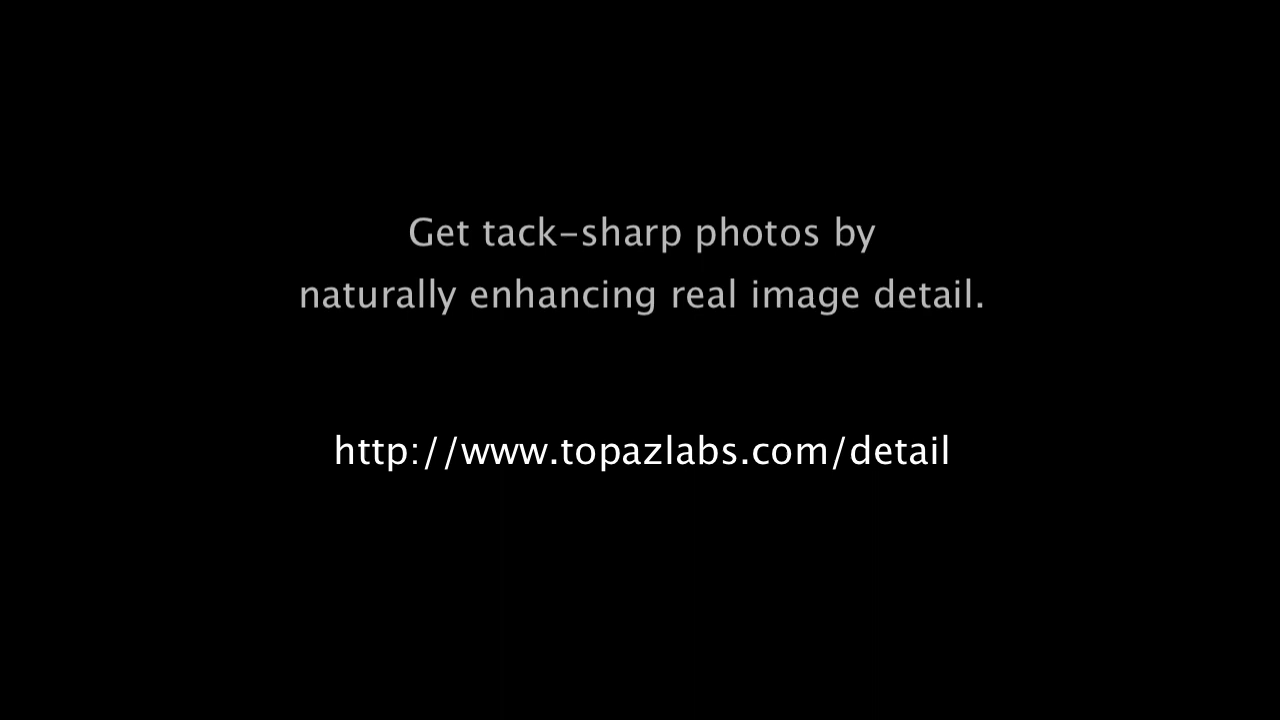 Get tack-sharp photos by
naturally enhancing real image detail.
http://www.topazlabs.com/detail